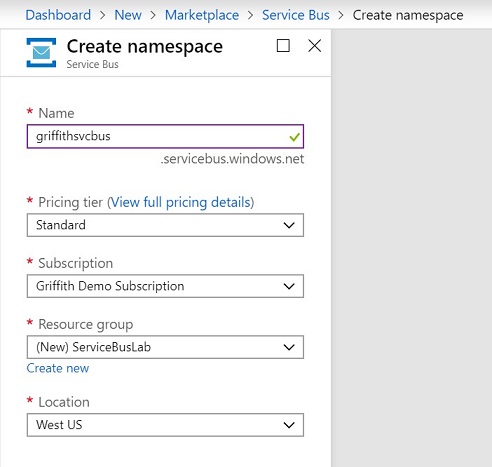 Dashboard > New > Marketplace > Service Bus > Create namespace
Create namespace
Service Bus
* Name
griffithsvcbus
.servicebus.windows.net
* Pricing tier (View full pricing details)
Standard
* Subscription
Griffith Demo Subscription
* Resource group
(New) ServiceBusLab
Create new
* Location
West US